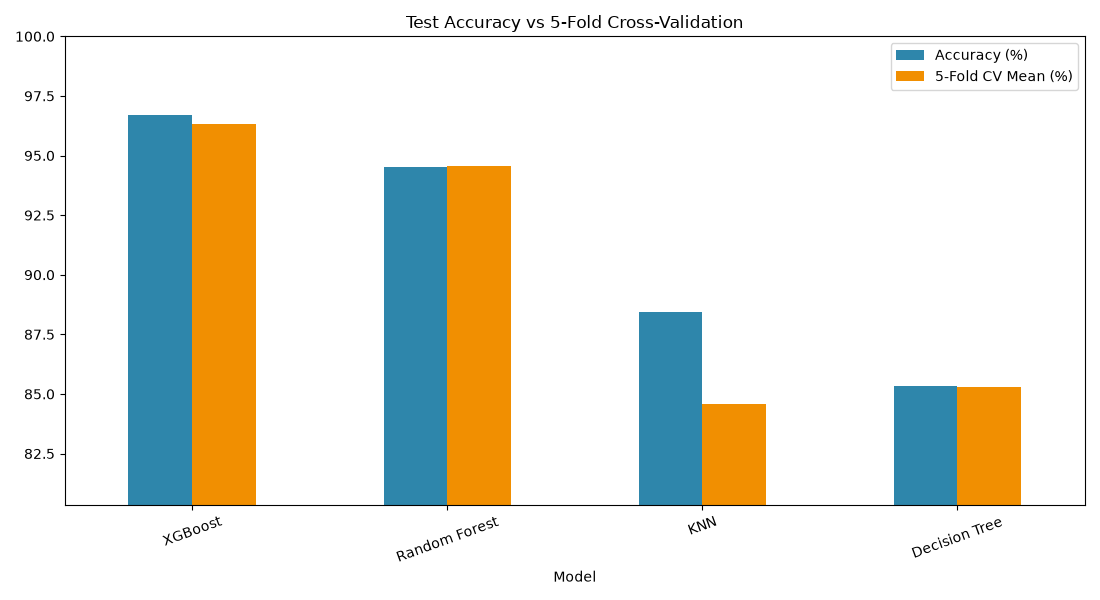 Test Accuracy vs 5-Fold Cross-Validation
Accuracy (%)
5-Fold CV Mean (%)
100.0
97.5
95.0
92.5
90.0
87.5
85.0
82.5
XGBoost
Random Forest
KNN
Decision Tree
Model